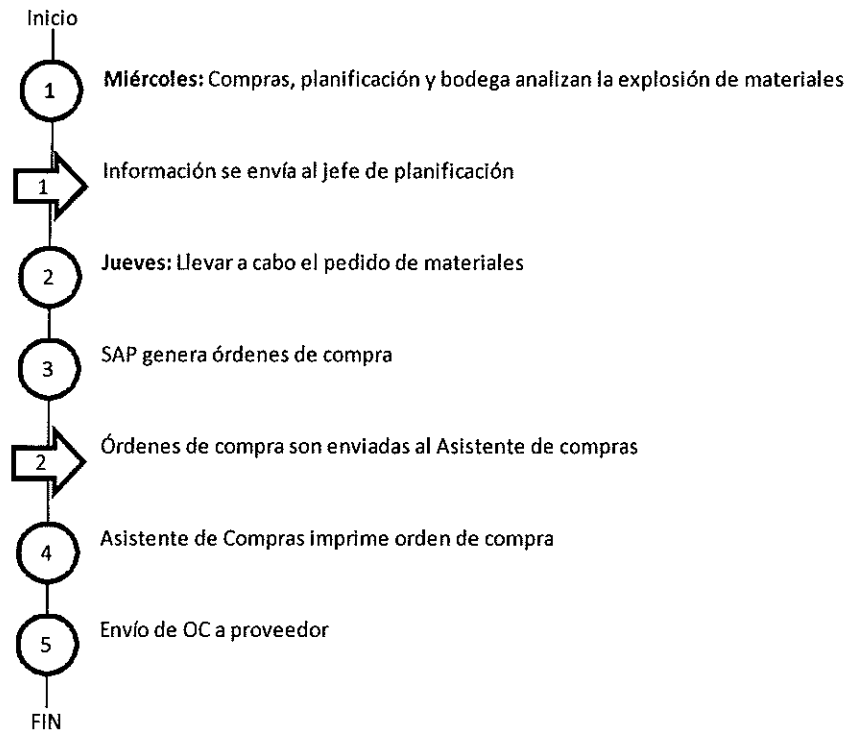 Inicio
1
Miércoles: Compras, planificación y bodega analizan la explosión de materiales
1
Información se envía al jefe de planificación
2
Jueves: Llevar a cabo el pedido de materiales
3
SAP genera órdenes de compra
2
Órdenes de compra son enviadas al Asistente de compras
4
Asistente de Compras imprime orden de compra
5
Envío de OC a proveedor
FIN